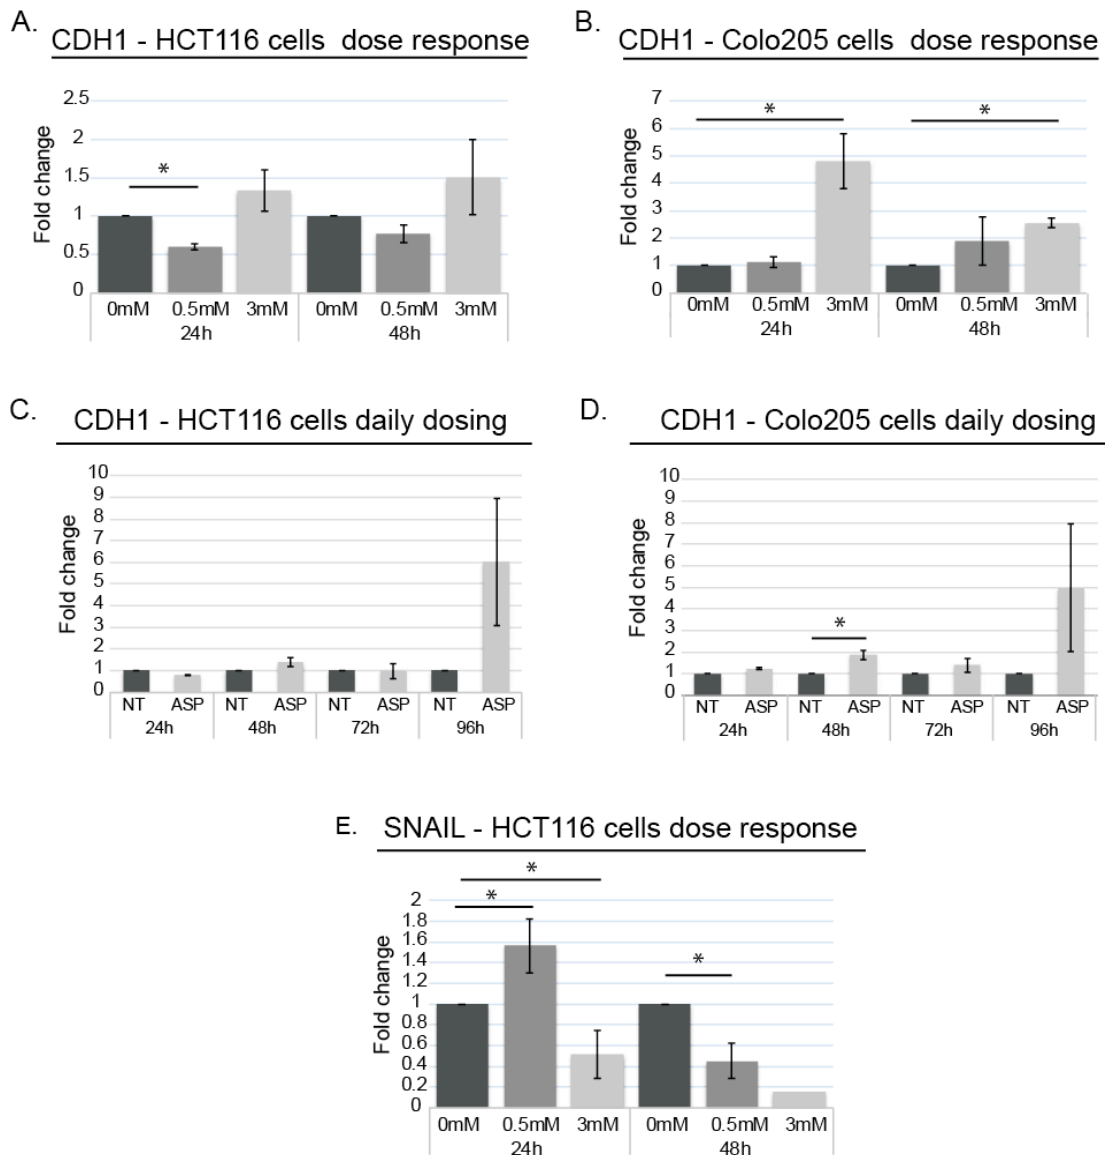 A.
CDH1 - HCT116 cells  dose response
Fold change
2.5
2
1.5
1
0.5
0
*
0mM 0.5mM 3mM 0mM 0.5mM 3mM
24h 48h
B.
CDH1 - Colo205 cells  dose response
Fold change
7
6
5
4
3
2
1
0
* *
0mM 0.5mM 3mM 0mM 0.5mM 3mM
24h 48h
C.
CDH1 - HCT116 cells daily dosing
Fold change
10
9
8
7
6
5
4
3
2
1
0
NT ASP NT ASP NT ASP NT ASP
24h 48h 72h 96h
D.
CDH1 - Colo205 cells daily dosing
Fold change
10
9
8
7
6
5
4
3
2
1
0
*
NT ASP NT ASP NT ASP NT ASP
24h 48h 72h 96h
E.
SNAIL - HCT116 cells dose response
Fold change
2
1.8
1.6
1.4
1.2
1
0.8
0.6
0.4
0.2
0
*
*
*
0mM 0.5mM 3mM 0mM 0.5mM 3mM
24h 48h